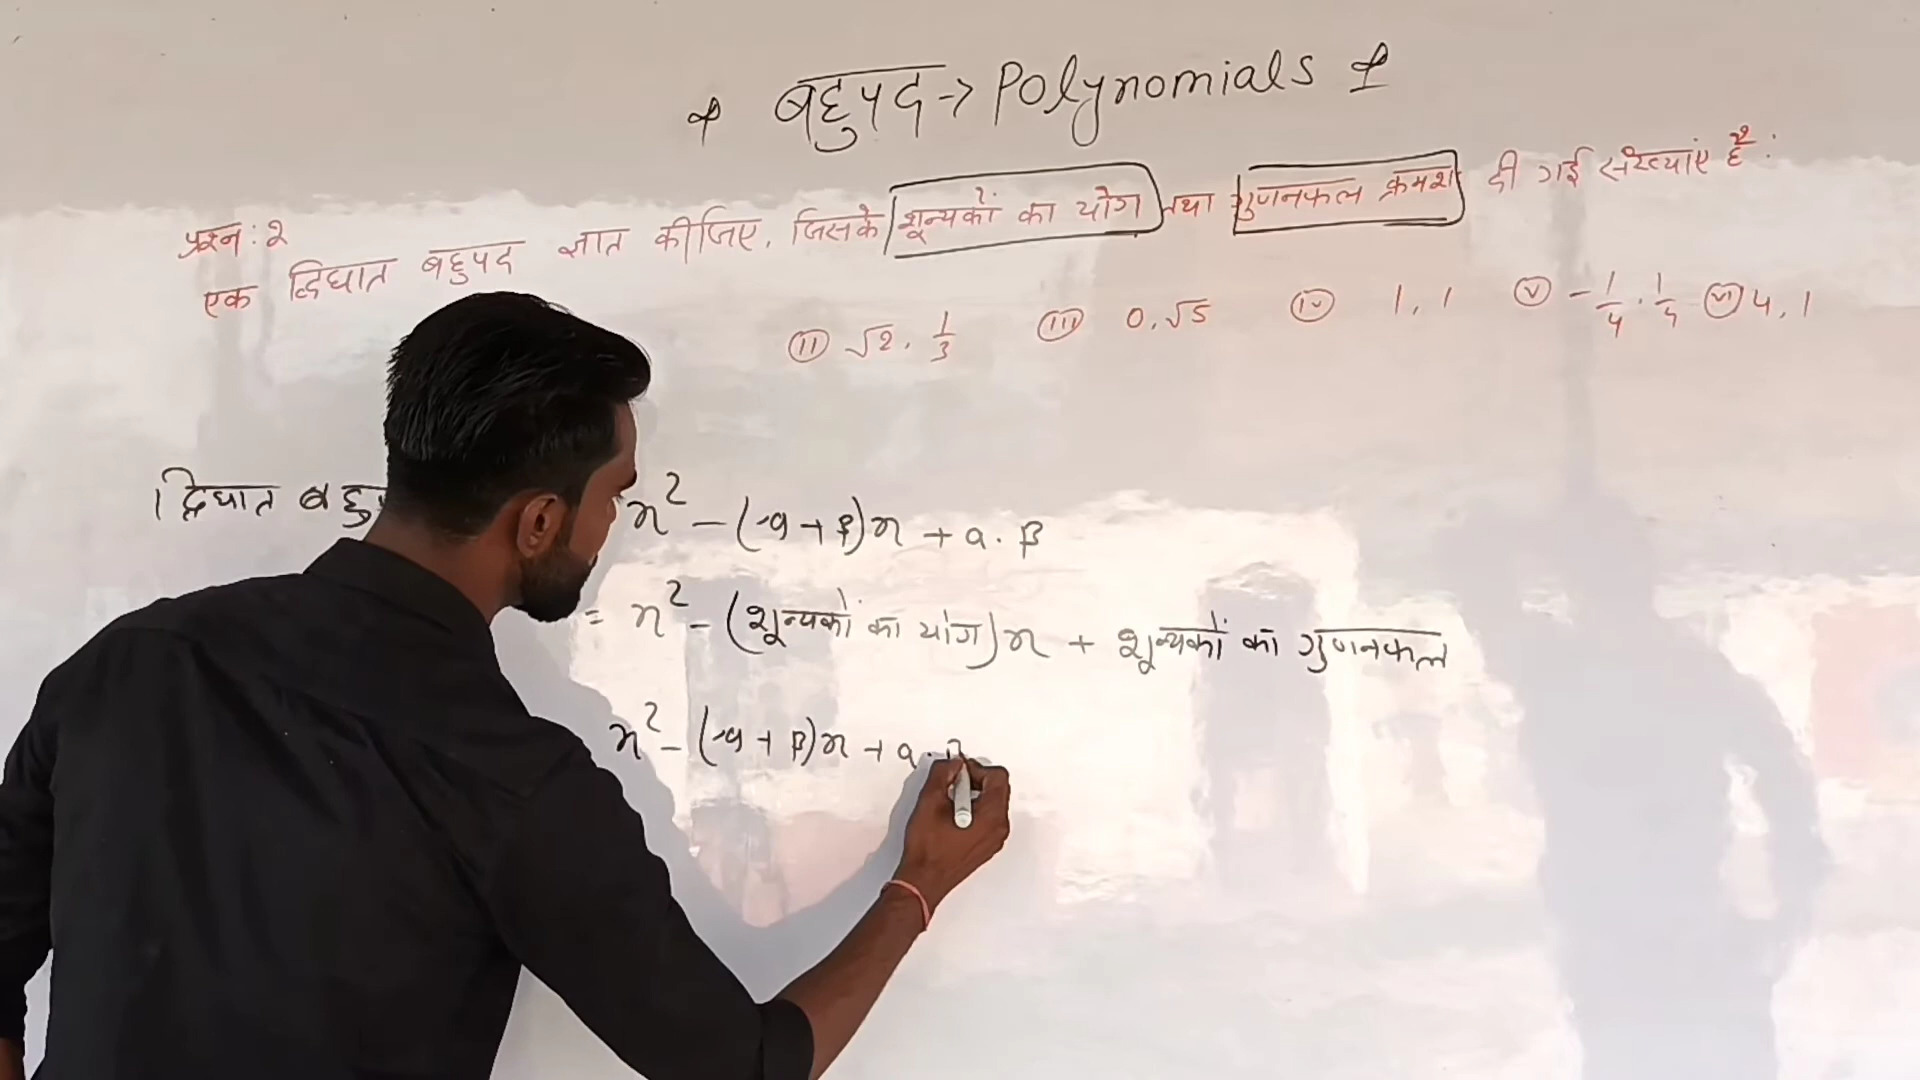 * बहुपद -> Polynomials *
प्रश्न : 2
एक द्विघात बहुपद ज्ञात कीजिए, जिसके शून्यकों का योग तथा गुणनफल क्रमश दी गई संख्याएं है :
(II) √2, 1/3 (III) 0, √5 (IV) 1, 1 (V) -1/4, 1/4 (VI) 4, 1
द्विघात x² - (α + β)x + α . β
= x² - (शून्यकों का योग)x + शून्यकों का गुणनफल
x² - (α + β)x + α . β